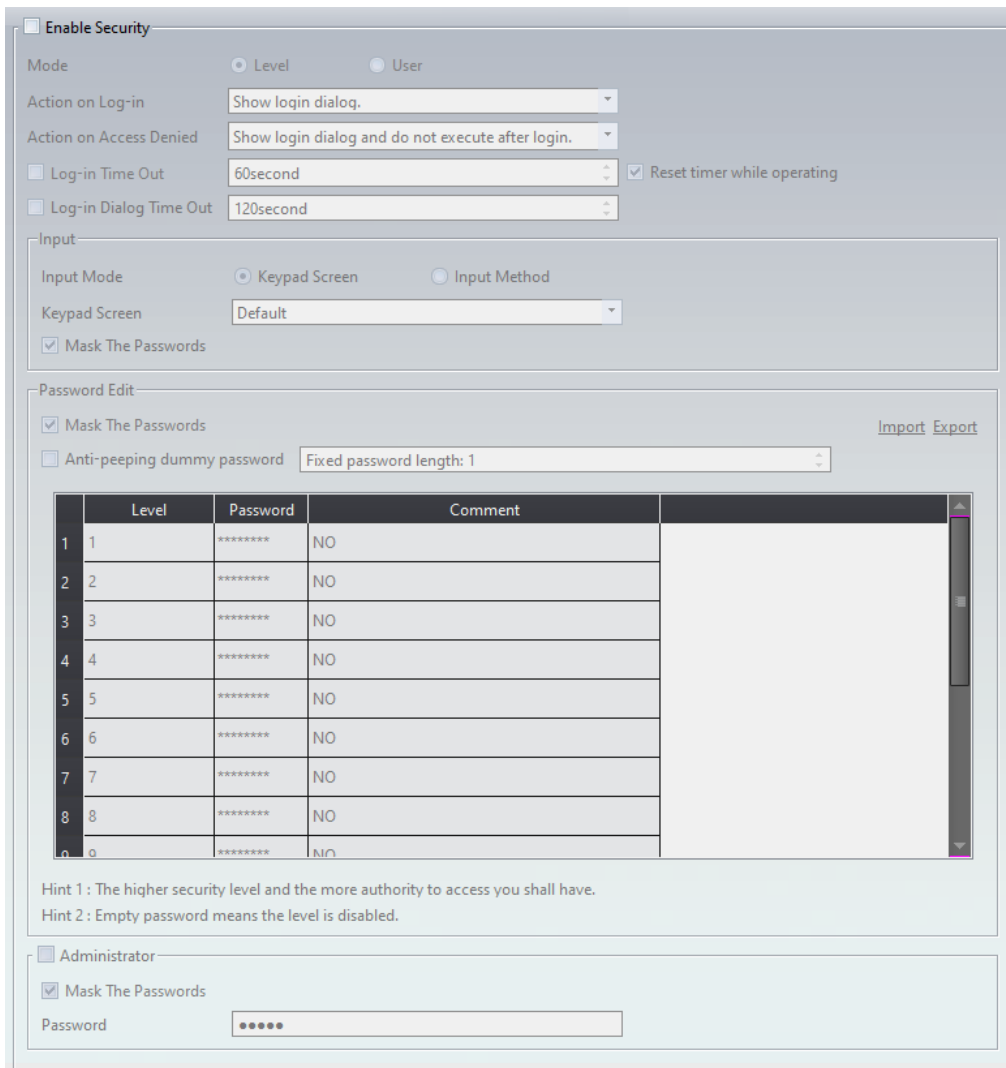 Enable Security
Mode Level User
Action on Log-in Show login dialog.
Action on Access Denied Show login dialog and do not execute after login.
Log-in Time Out 60second Reset timer while operating
Log-in Dialog Time Out 120second
Input
Input Mode Keypad Screen Input Method
Keypad Screen Default
Mask The Passwords
Password Edit
Mask The Passwords Import Export
Anti-peeping dummy password Fixed password length: 1
Level Password Comment
1 1 ******** NO
2 2 ******** NO
3 3 ******** NO
4 4 ******** NO
5 5 ******** NO
6 6 ******** NO
7 7 ******** NO
8 8 ******** NO
9 9 ******** NO
Hint 1 : The higher security level and the more authority to access you shall have.
Hint 2 : Empty password means the level is disabled.
Administrator
Mask The Passwords
Password •••••